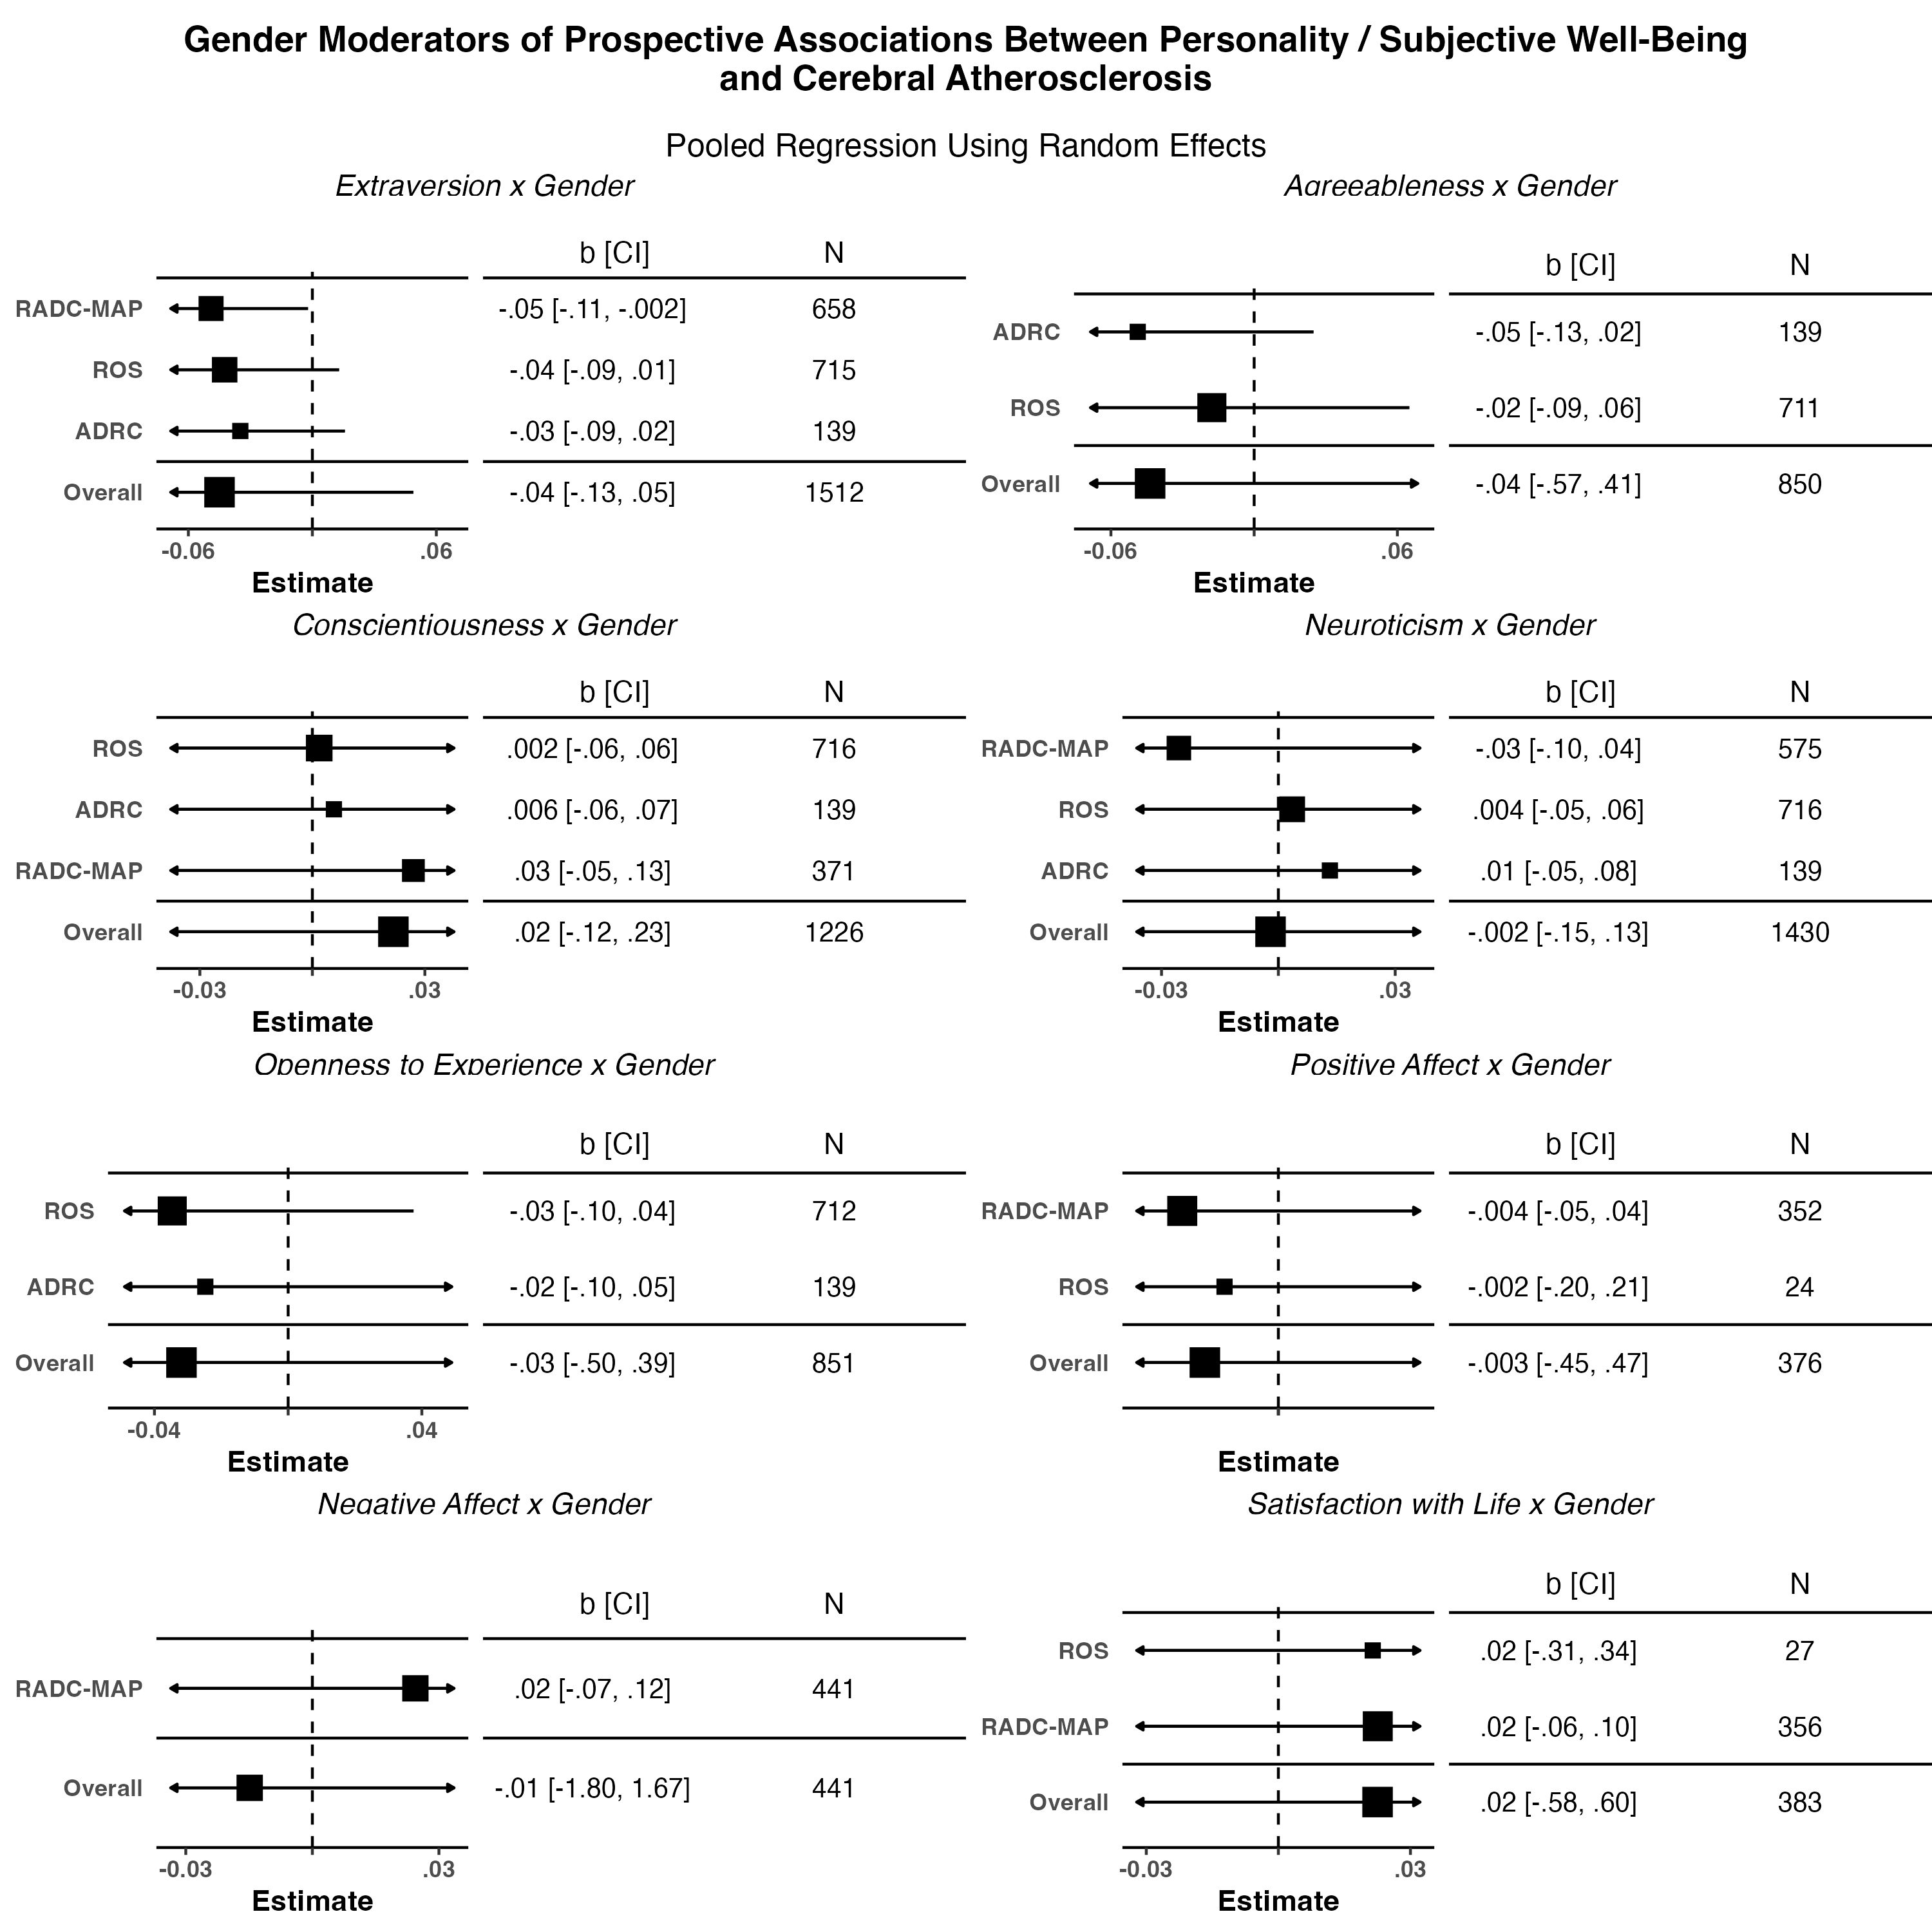 Gender Moderators of Prospective Associations Between Personality / Subjective Well-Being
and Cerebral Atherosclerosis
Pooled Regression Using Random Effects
Extraversion x Gender
b [CI] N
RADC-MAP -.05 [-.11, -.002] 658
ROS -.04 [-.09, .01] 715
ADRC -.03 [-.09, .02] 139
Overall -.04 [-.13, .05] 1512
-0.06 .06
Estimate
Agreeableness x Gender
b [CI] N
ADRC -.05 [-.13, .02] 139
ROS -.02 [-.09, .06] 711
Overall -.04 [-.57, .41] 850
-0.06 .06
Estimate
Conscientiousness x Gender
b [CI] N
ROS .002 [-.06, .06] 716
ADRC .006 [-.06, .07] 139
RADC-MAP .03 [-.05, .13] 371
Overall .02 [-.12, .23] 1226
-0.03 .03
Estimate
Neuroticism x Gender
b [CI] N
RADC-MAP -.03 [-.10, .04] 575
ROS .004 [-.05, .06] 716
ADRC .01 [-.05, .08] 139
Overall -.002 [-.15, .13] 1430
-0.03 .03
Estimate
Openness to Experience x Gender
b [CI] N
ROS -.03 [-.10, .04] 712
ADRC -.02 [-.10, .05] 139
Overall -.03 [-.50, .39] 851
-0.04 .04
Estimate
Positive Affect x Gender
b [CI] N
RADC-MAP -.004 [-.05, .04] 352
ROS -.002 [-.20, .21] 24
Overall -.003 [-.45, .47] 376
Estimate
Negative Affect x Gender
b [CI] N
RADC-MAP .02 [-.07, .12] 441
Overall -.01 [-1.80, 1.67] 441
-0.03 .03
Estimate
Satisfaction with Life x Gender
b [CI] N
ROS .02 [-.31, .34] 27
RADC-MAP .02 [-.06, .10] 356
Overall .02 [-.58, .60] 383
-0.03 .03
Estimate